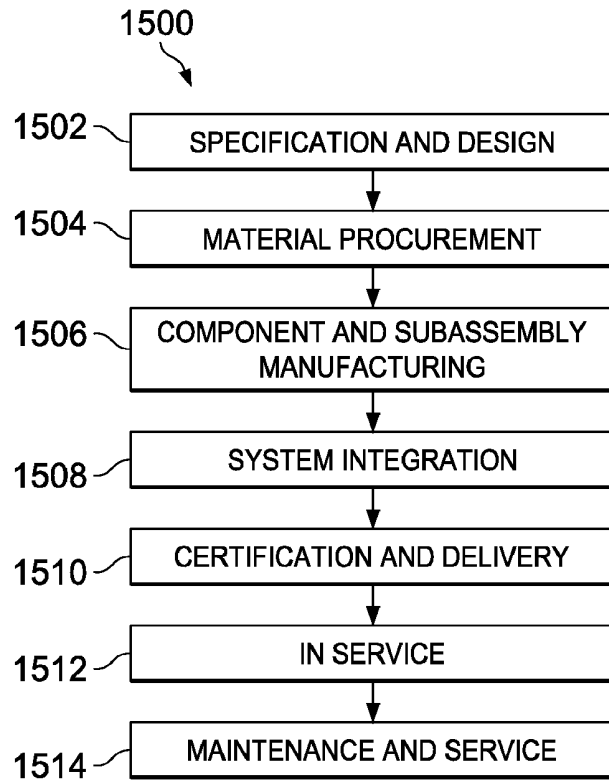 1500
1502
SPECIFICATION AND DESIGN
1504
MATERIAL PROCUREMENT
1506
COMPONENT AND SUBASSEMBLY
MANUFACTURING
1508
SYSTEM INTEGRATION
1510
CERTIFICATION AND DELIVERY
1512
IN SERVICE
1514
MAINTENANCE AND SERVICE